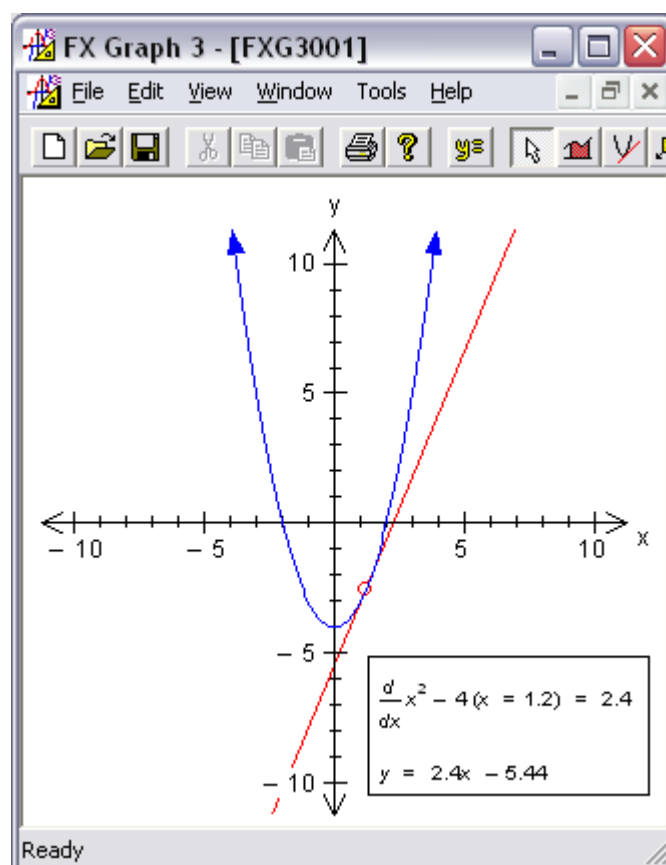 FX Graph 3 - [FXG3001]
File Edit View Window Tools Help
y=
y
10
5
– 10 – 5 5 10 x
– 5
– 10
d/dx x² – 4 (x = 1.2) = 2.4
y = 2.4x – 5.44
Ready